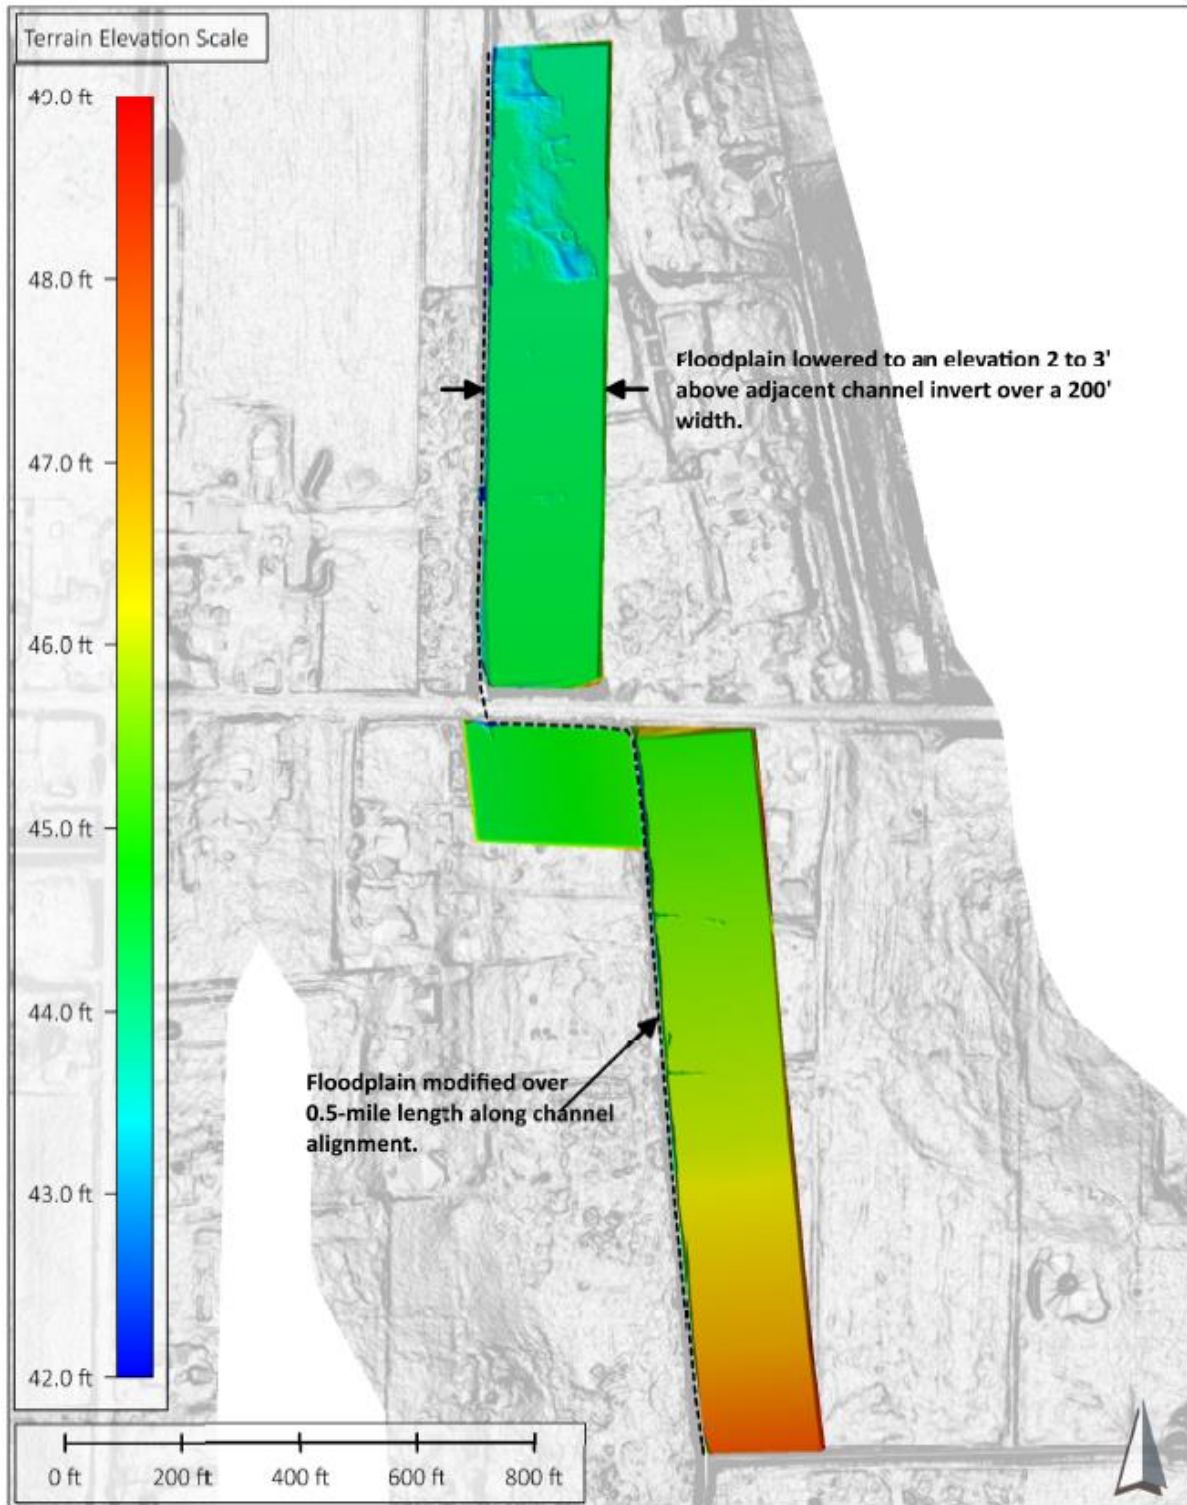 Terrain Elevation Scale
49.0 ft
48.0 ft
47.0 ft
46.0 ft
45.0 ft
44.0 ft
43.0 ft
42.0 ft
Floodplain lowered to an elevation 2 to 3'
above adjacent channel invert over a 200'
width.
Floodplain modified over
0.5-mile length along channel
alignment.
0 ft 200 ft 400 ft 600 ft 800 ft